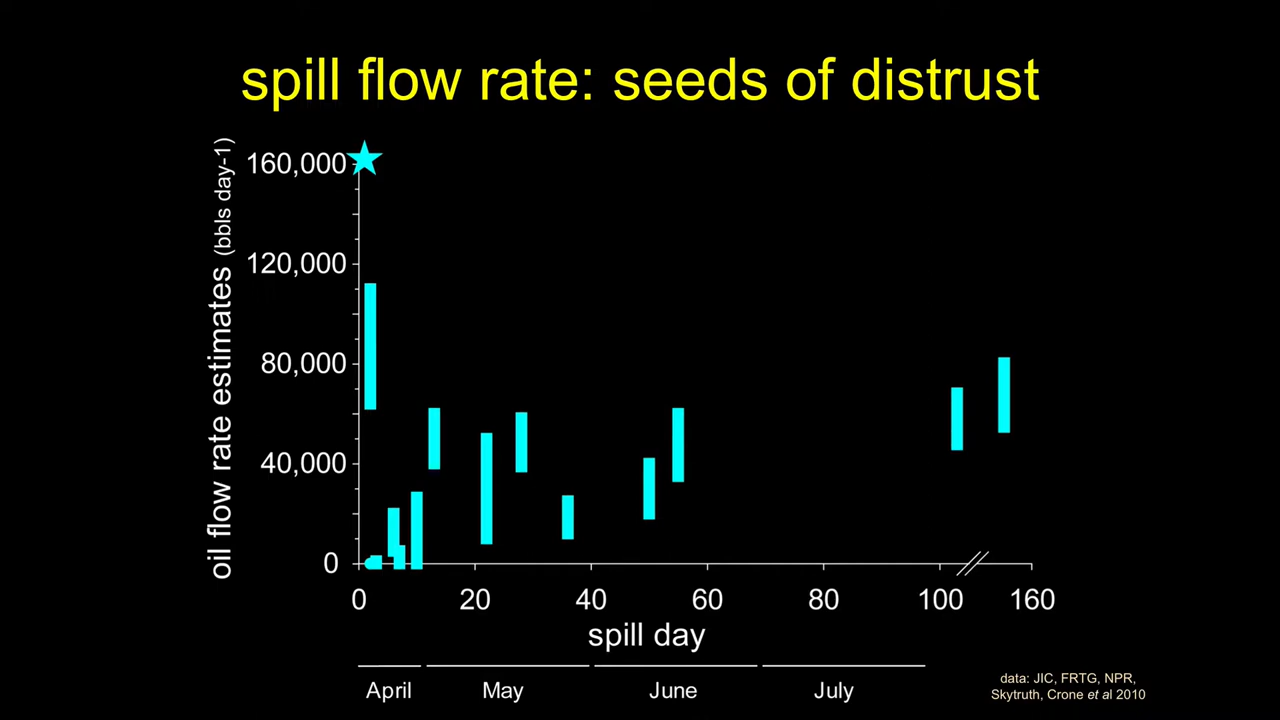 spill flow rate: seeds of distrust
oil flow rate estimates (bbls day-1)
160,000
120,000
80,000
40,000
0
0 20 40 60 80 100 160
spill day
April May June July
data: JIC, FRTG, NPR,
Skytruth, Crone et al 2010